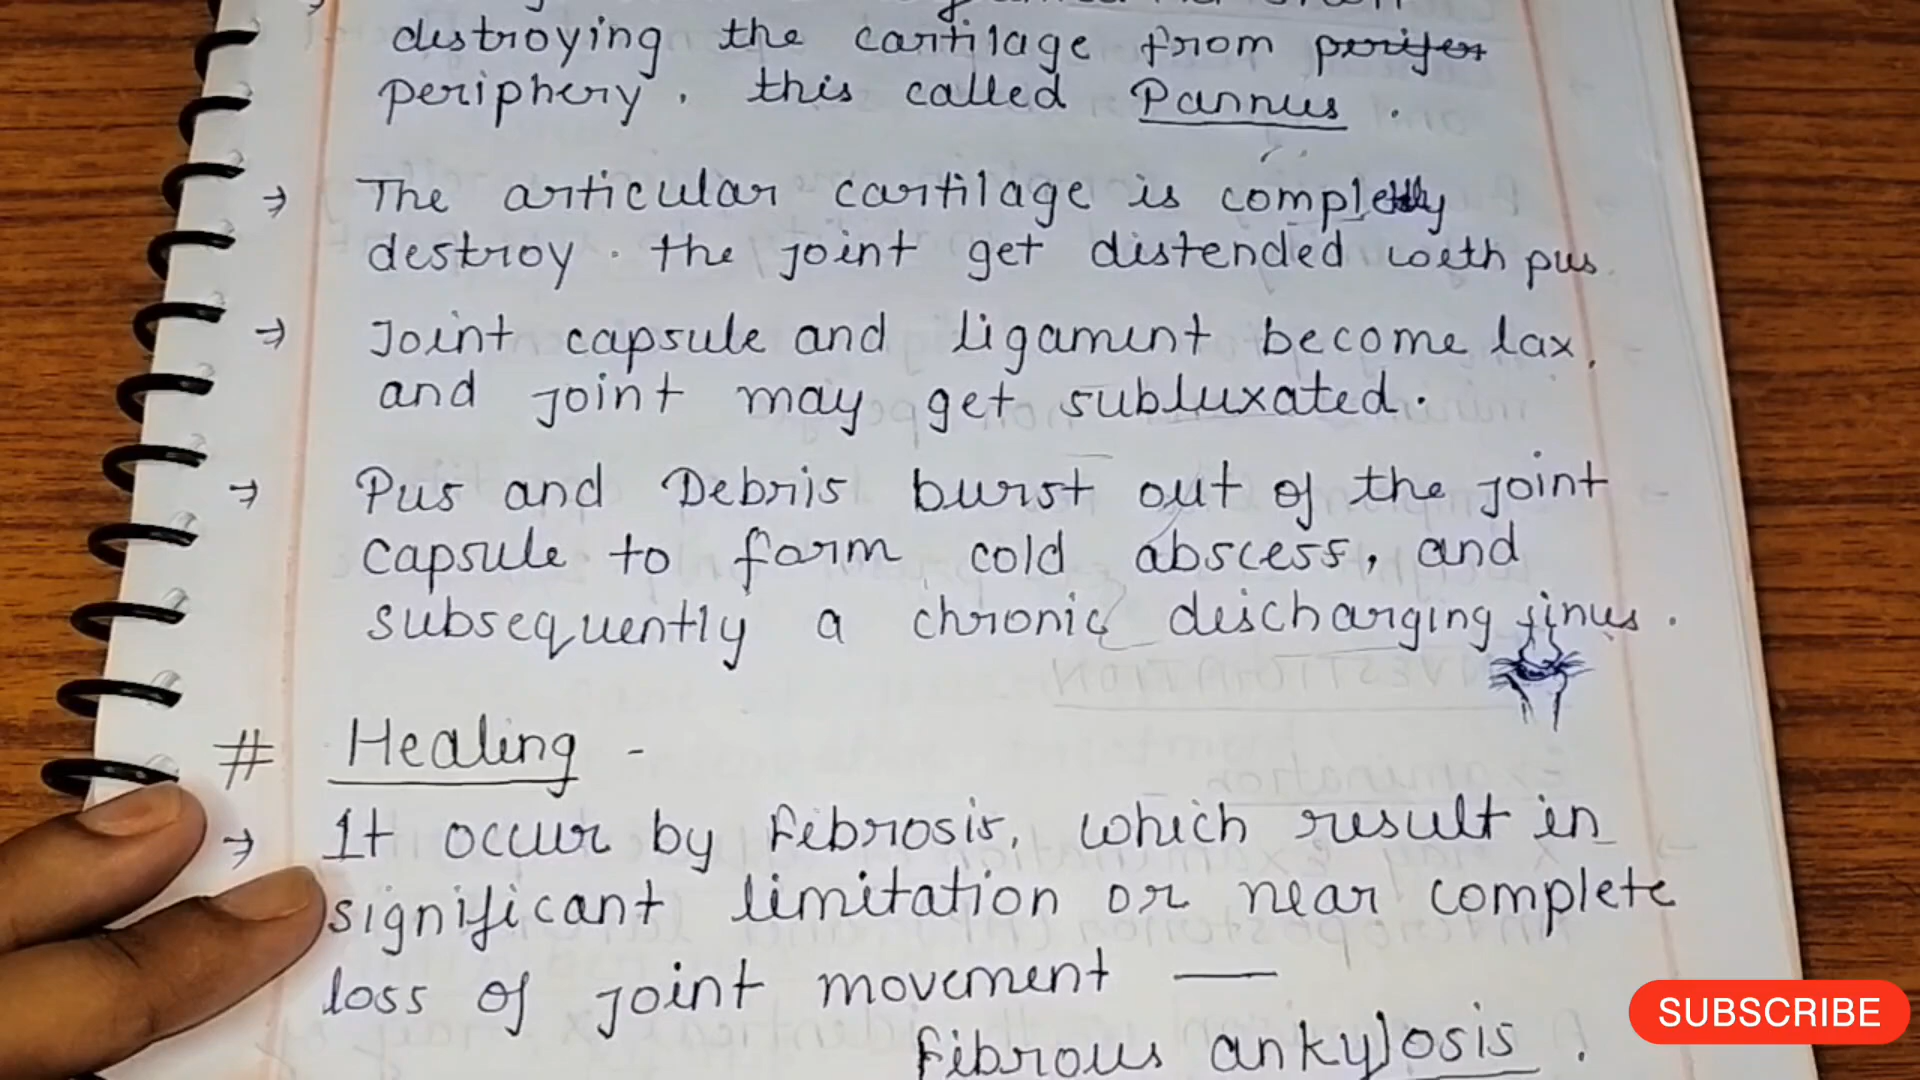 destroying the cartilage from perifer
periphery. this called Pannus.
→ The articular cartilage is completly
destroy. the joint get distended with pus.
→ Joint capsule and ligament become lax,
and joint may get subluxated.
→ Pus and Debris burst out of the joint
capsule to form cold abscess, and
subsequently a chronic discharging sinus.
# Healing -
→ It occur by fibrosis, which result in
significant limitation or near complete
loss of joint movement —
fibrous ankylosis.
SUBSCRIBE